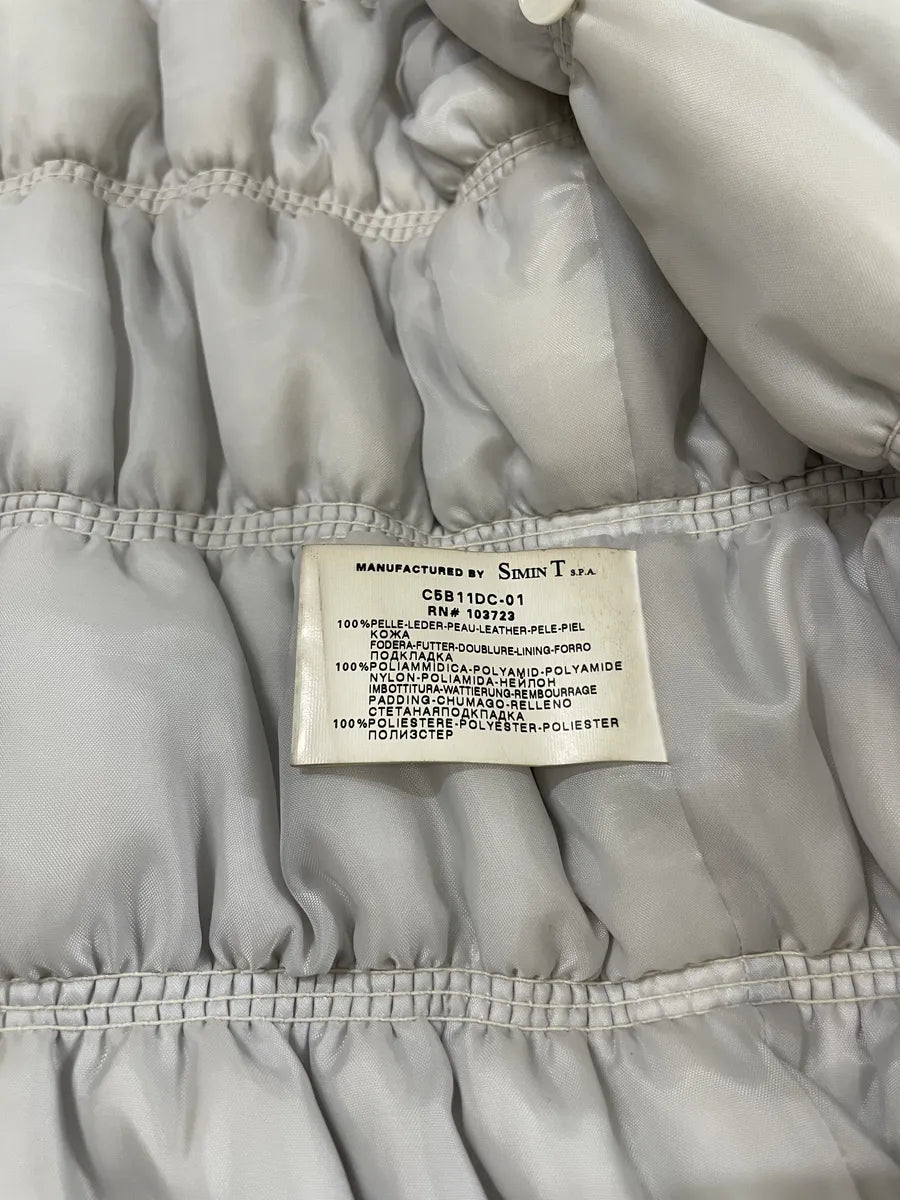 MANUFACTURED BY SIMIN T S.P.A.
C5B11DC-01
RN# 103723
100%PELLE-LEDER-PEAU-LEATHER-PELE-PIEL
КОЖА
FODERA-FUTTER-DOUBLURE-LINING-FORRO
ПОДКЛАДКА
100%POLIAMMIDICA-POLYAMID-POLYAMIDE
NYLON-POLIAMIDA-НЕЙЛОН
IMBOTTITURA-WATTIERUNG-REMBOURRAGE
PADDING-CHUMAGO-RELLENO
СТЕТАНАЯПОДКЛАДКА
100%POLIESTERE-POLYESTER-POLIESTER
ПОЛИЭСТЕР